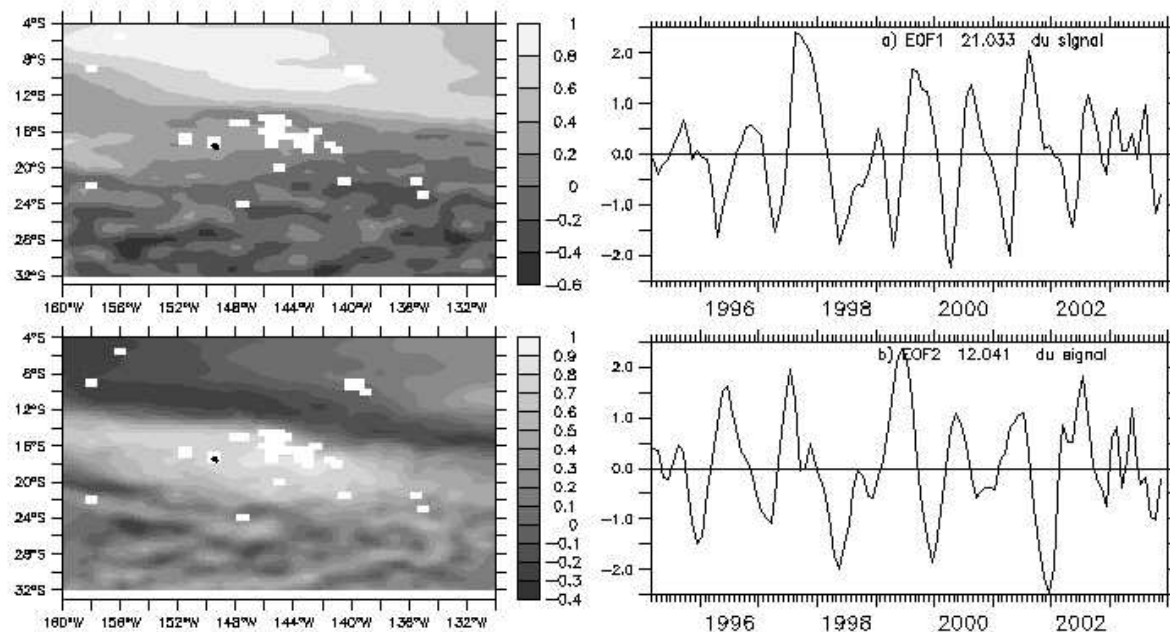 4°S
8°S
12°S
16°S
20°S
24°S
28°S
32°S
160°W 156°W 152°W 148°W 144°W 140°W 136°W 132°W
1
0.8
0.6
0.4
0.2
0
-0.2
-0.4
-0.6
a) EOF1 21.033 du signal
2.0
1.0
0.0
-1.0
-2.0
1996 1998 2000 2002
4°S
8°S
12°S
16°S
20°S
24°S
28°S
32°S
160°W 156°W 152°W 148°W 144°W 140°W 136°W 132°W
1
0.9
0.8
0.7
0.6
0.5
0.4
0.3
0.2
0.1
0
-0.1
-0.2
-0.3
-0.4
b) EOF2 12.041 du signal
2.0
1.0
0.0
-1.0
-2.0
1996 1998 2000 2002